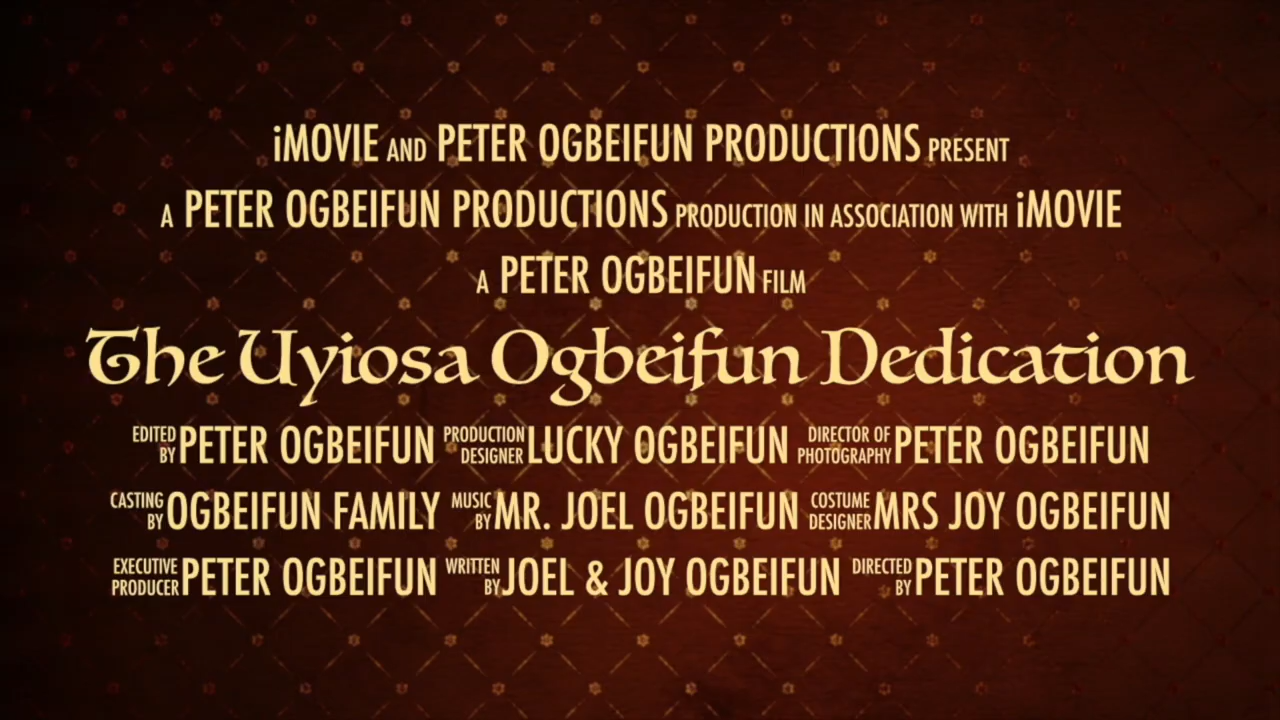 iMOVIE AND PETER OGBEIFUN PRODUCTIONS PRESENT
A PETER OGBEIFUN PRODUCTIONS PRODUCTION IN ASSOCIATION WITH iMOVIE
A PETER OGBEIFUN FILM
The Uyiosa Ogbeifun Dedication
EDITED BY PETER OGBEIFUN PRODUCTION DESIGNER LUCKY OGBEIFUN DIRECTOR OF PHOTOGRAPHY PETER OGBEIFUN
CASTING BY OGBEIFUN FAMILY MUSIC BY MR. JOEL OGBEIFUN COSTUME DESIGNER MRS JOY OGBEIFUN
EXECUTIVE PRODUCER PETER OGBEIFUN WRITTEN BY JOEL & JOY OGBEIFUN DIRECTED BY PETER OGBEIFUN